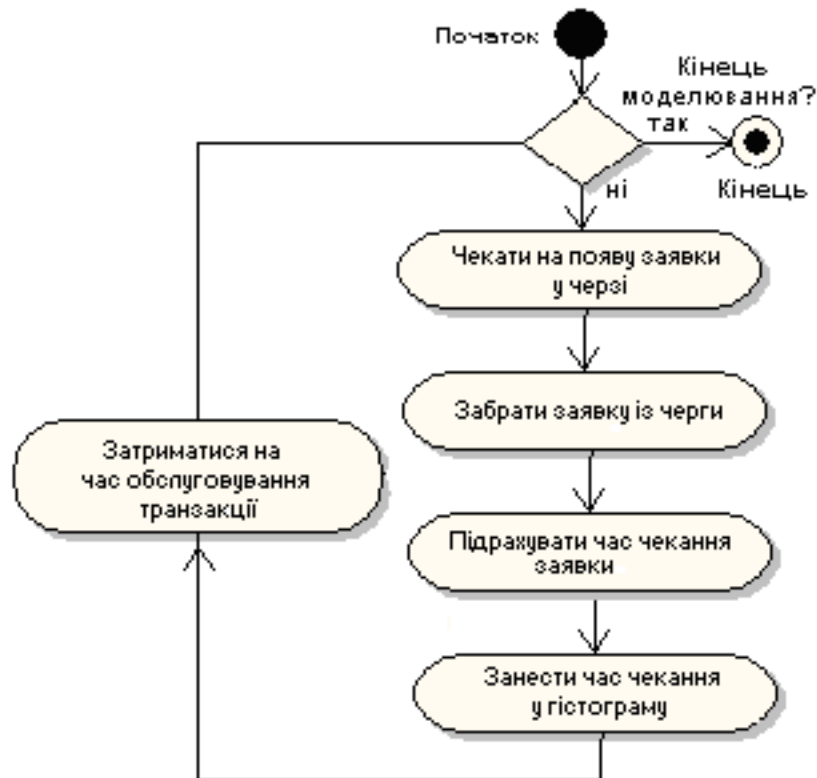 Початок
Кінець
моделювання?
так
ні
Кінець
Чекати на появу заявки
у черзі
Забрати заявку із черги
Затриматися на
час обслуговування
транзакції
Підрахувати час чекання
заявки
Занести час чекання
у гістограму